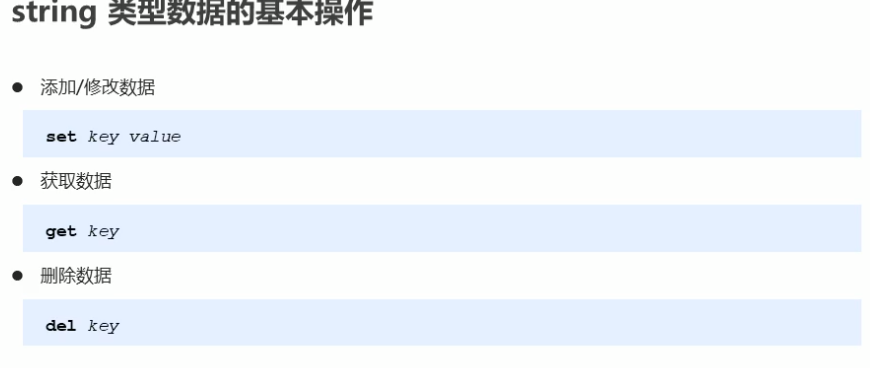 string 类型数据的基本操作
添加/修改数据
set key value
获取数据
get key
删除数据
del key